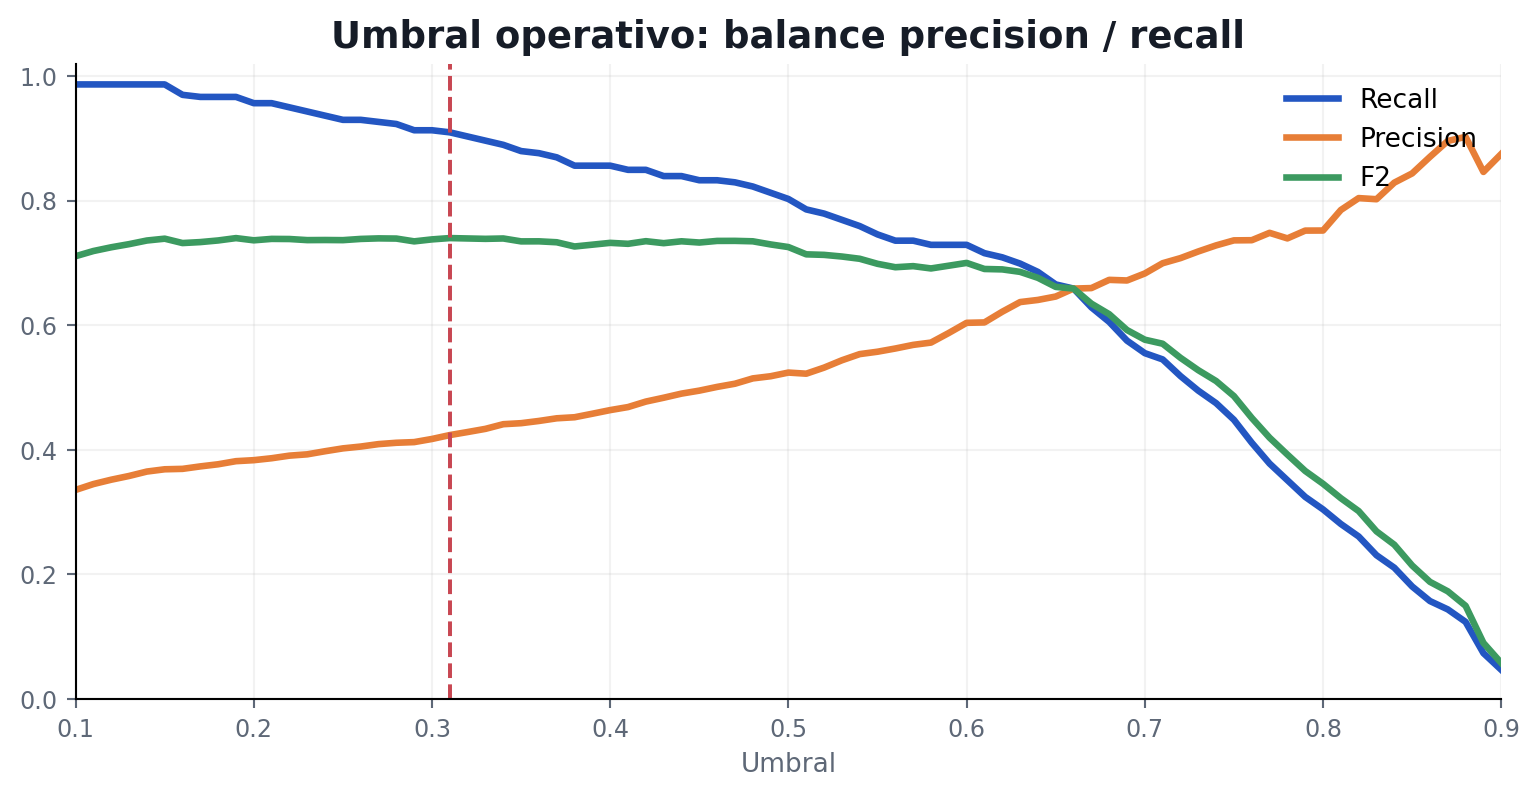 Umbral operativo: balance precision / recall
Recall
Precision
F2
1.0
0.8
0.6
0.4
0.2
0.0
0.1 0.2 0.3 0.4 0.5 0.6 0.7 0.8 0.9
Umbral